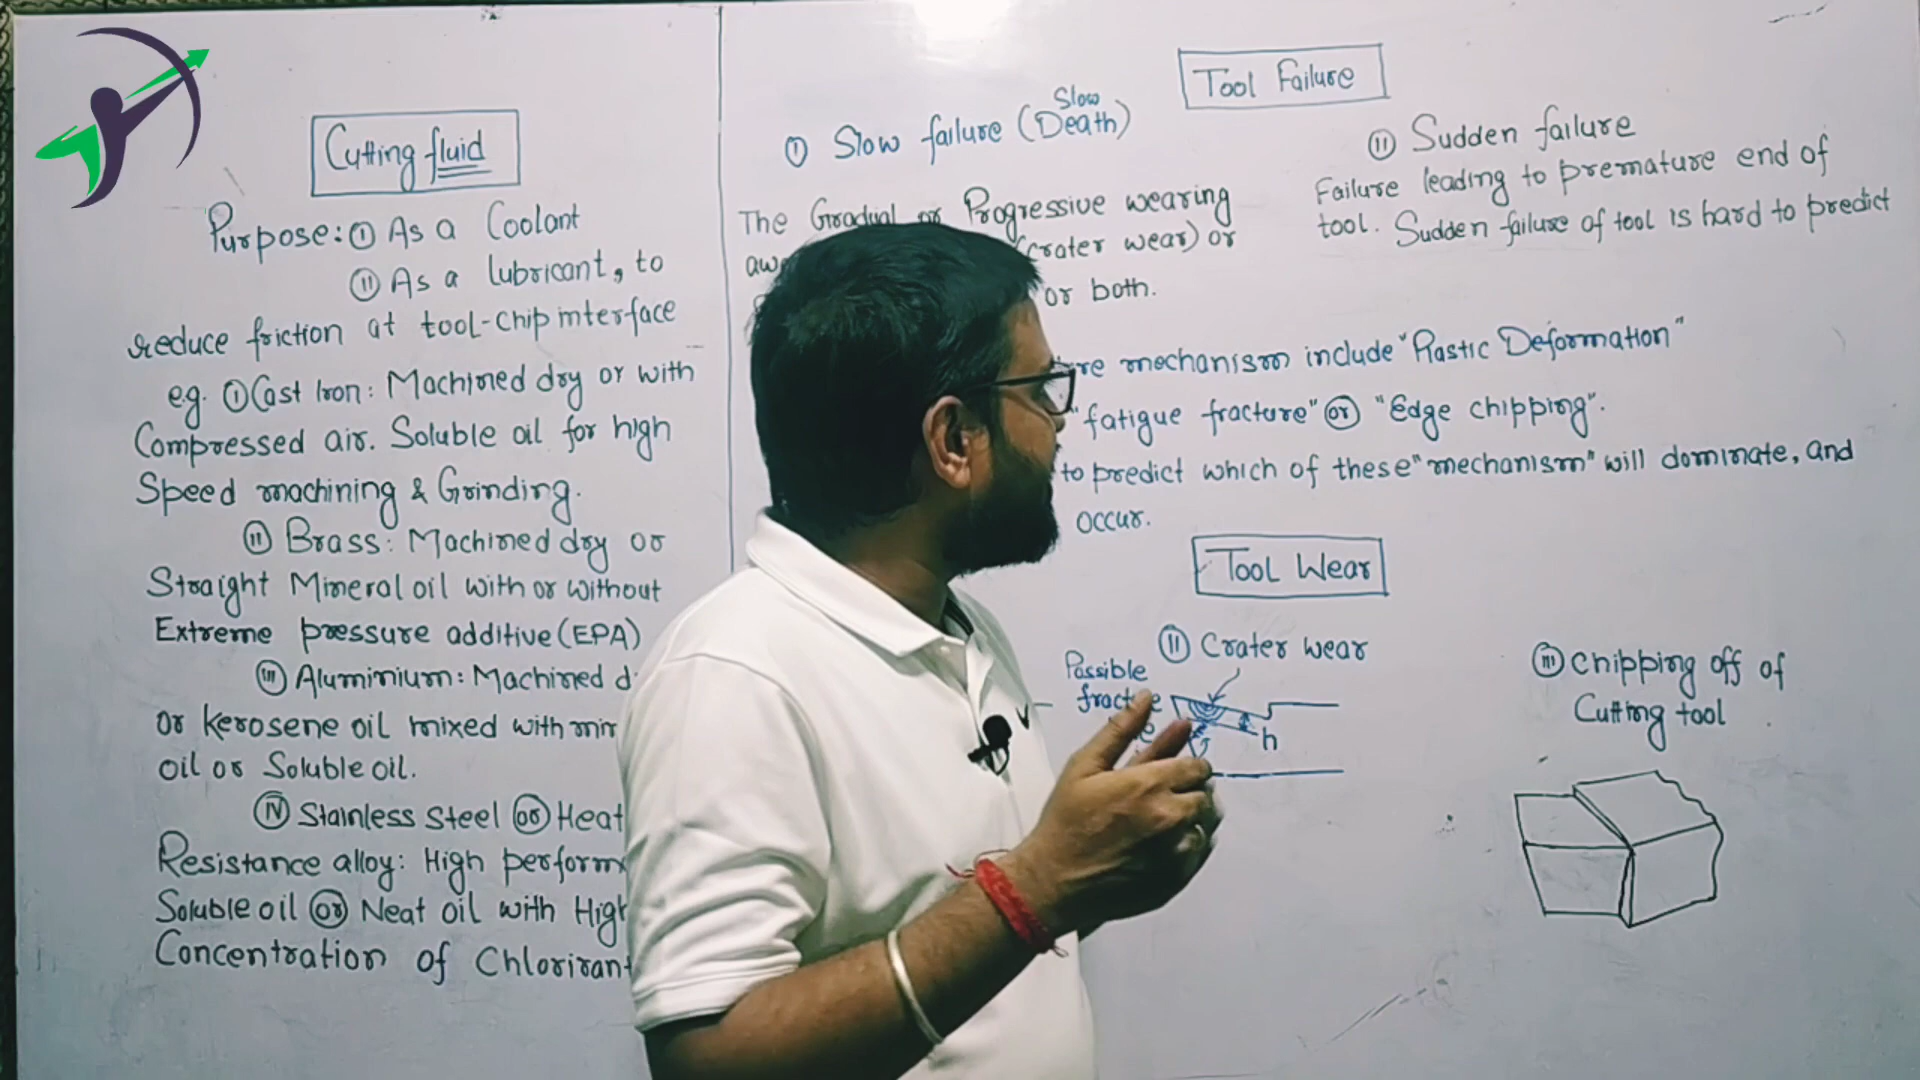 Cutting fluid
Purpose: I As a Coolant
II As a lubricant, to
reduce friction at tool-chip interface
e.g. I Cast Iron: Machined dry or with
Compressed air. Soluble oil for high
Speed machining & Grinding.
II Brass: Machined dry or
Straight Mineral oil with or without
Extreme pressure additive (EPA)
III Aluminium: Machined d
or Kerosene oil mixed with min
oil or Soluble oil.
IV Stainless Steel or Heat
Resistance alloy: High perform
Soluble oil or Neat oil with High
Concentration of Chlorinant
Tool Failure
I Slow failure (Slow Death)
The Gradual or Progressive wearing
(crater wear) or
or both.
II Sudden failure
Failure leading to premature end of
tool. Sudden failure of tool is hard to predict
mechanism include "Plastic Deformation"
"fatigue fracture" or "Edge chipping".
to predict which of these "mechanism" will dominate, and
occur.
Tool Wear
II Crater wear
Possible
fracture
h
III Chipping off of
Cutting tool